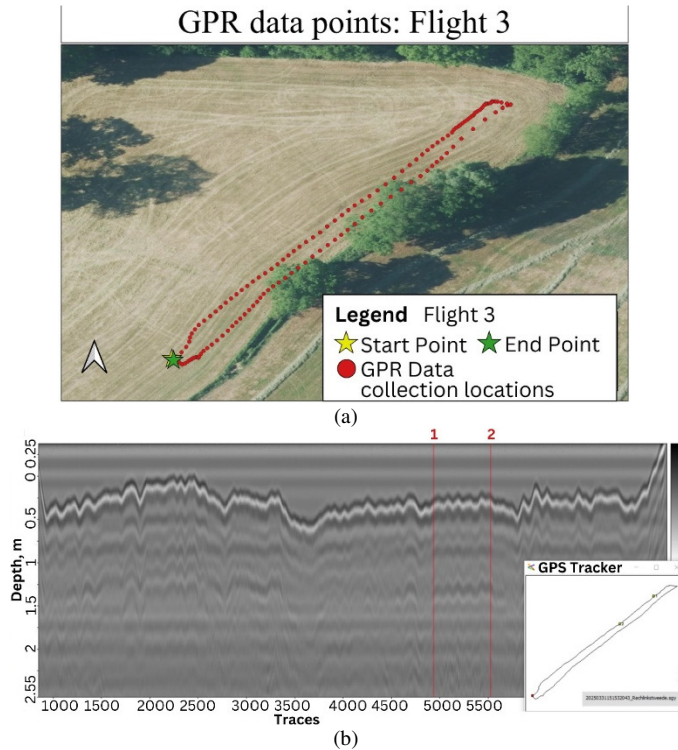 GPR data points: Flight 3
Legend Flight 3
Start Point End Point
GPR Data
collection locations
(a)
1 2
0.25
0
0.5
1
1.5
2
2.55
Depth, m
1000 1500 2000 2500 3000 3500 4000 4500 5000 5500
Traces
GPS Tracker
(b)